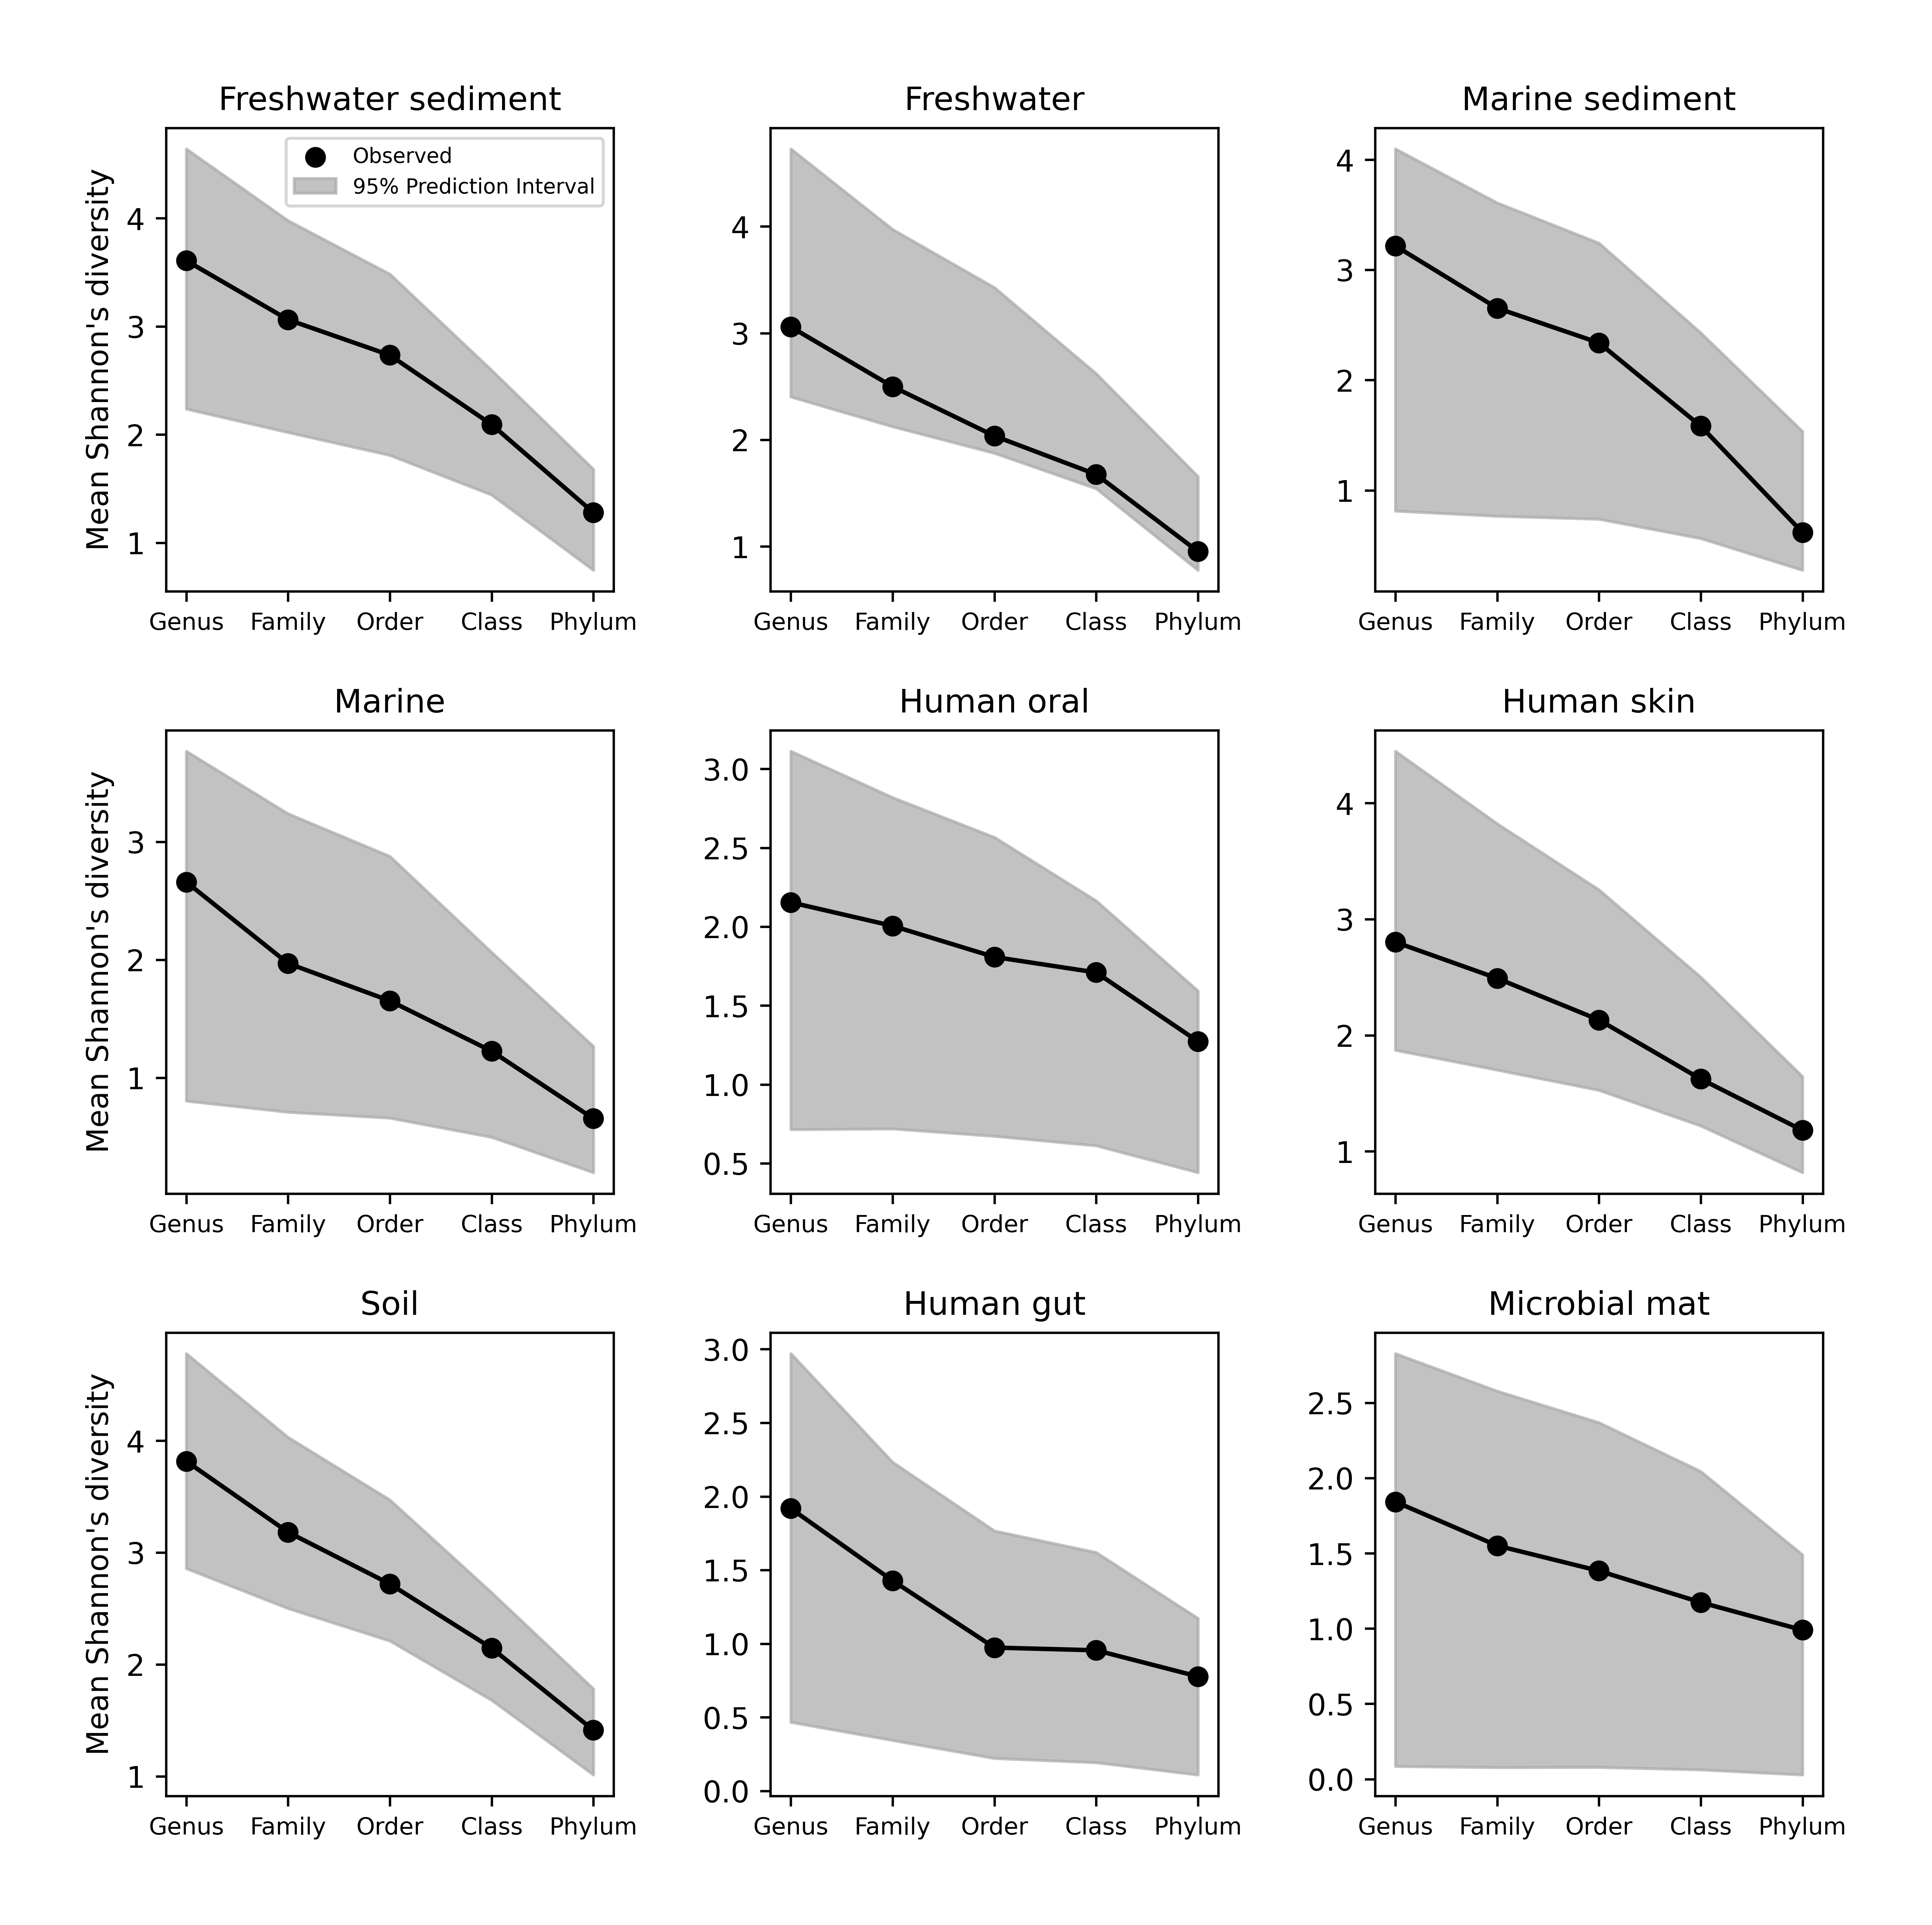 Freshwater sediment
Freshwater
Marine sediment
Observed
95% Prediction Interval
Mean Shannon's diversity
4
3
2
1
Genus Family Order Class Phylum
4
3
2
1
Genus Family Order Class Phylum
4
3
2
1
Genus Family Order Class Phylum
Marine
Human oral
Human skin
Mean Shannon's diversity
3
2
1
Genus Family Order Class Phylum
3.0
2.5
2.0
1.5
1.0
0.5
Genus Family Order Class Phylum
4
3
2
1
Genus Family Order Class Phylum
Soil
Human gut
Microbial mat
Mean Shannon's diversity
4
3
2
1
Genus Family Order Class Phylum
3.0
2.5
2.0
1.5
1.0
0.5
0.0
Genus Family Order Class Phylum
2.5
2.0
1.5
1.0
0.5
0.0
Genus Family Order Class Phylum